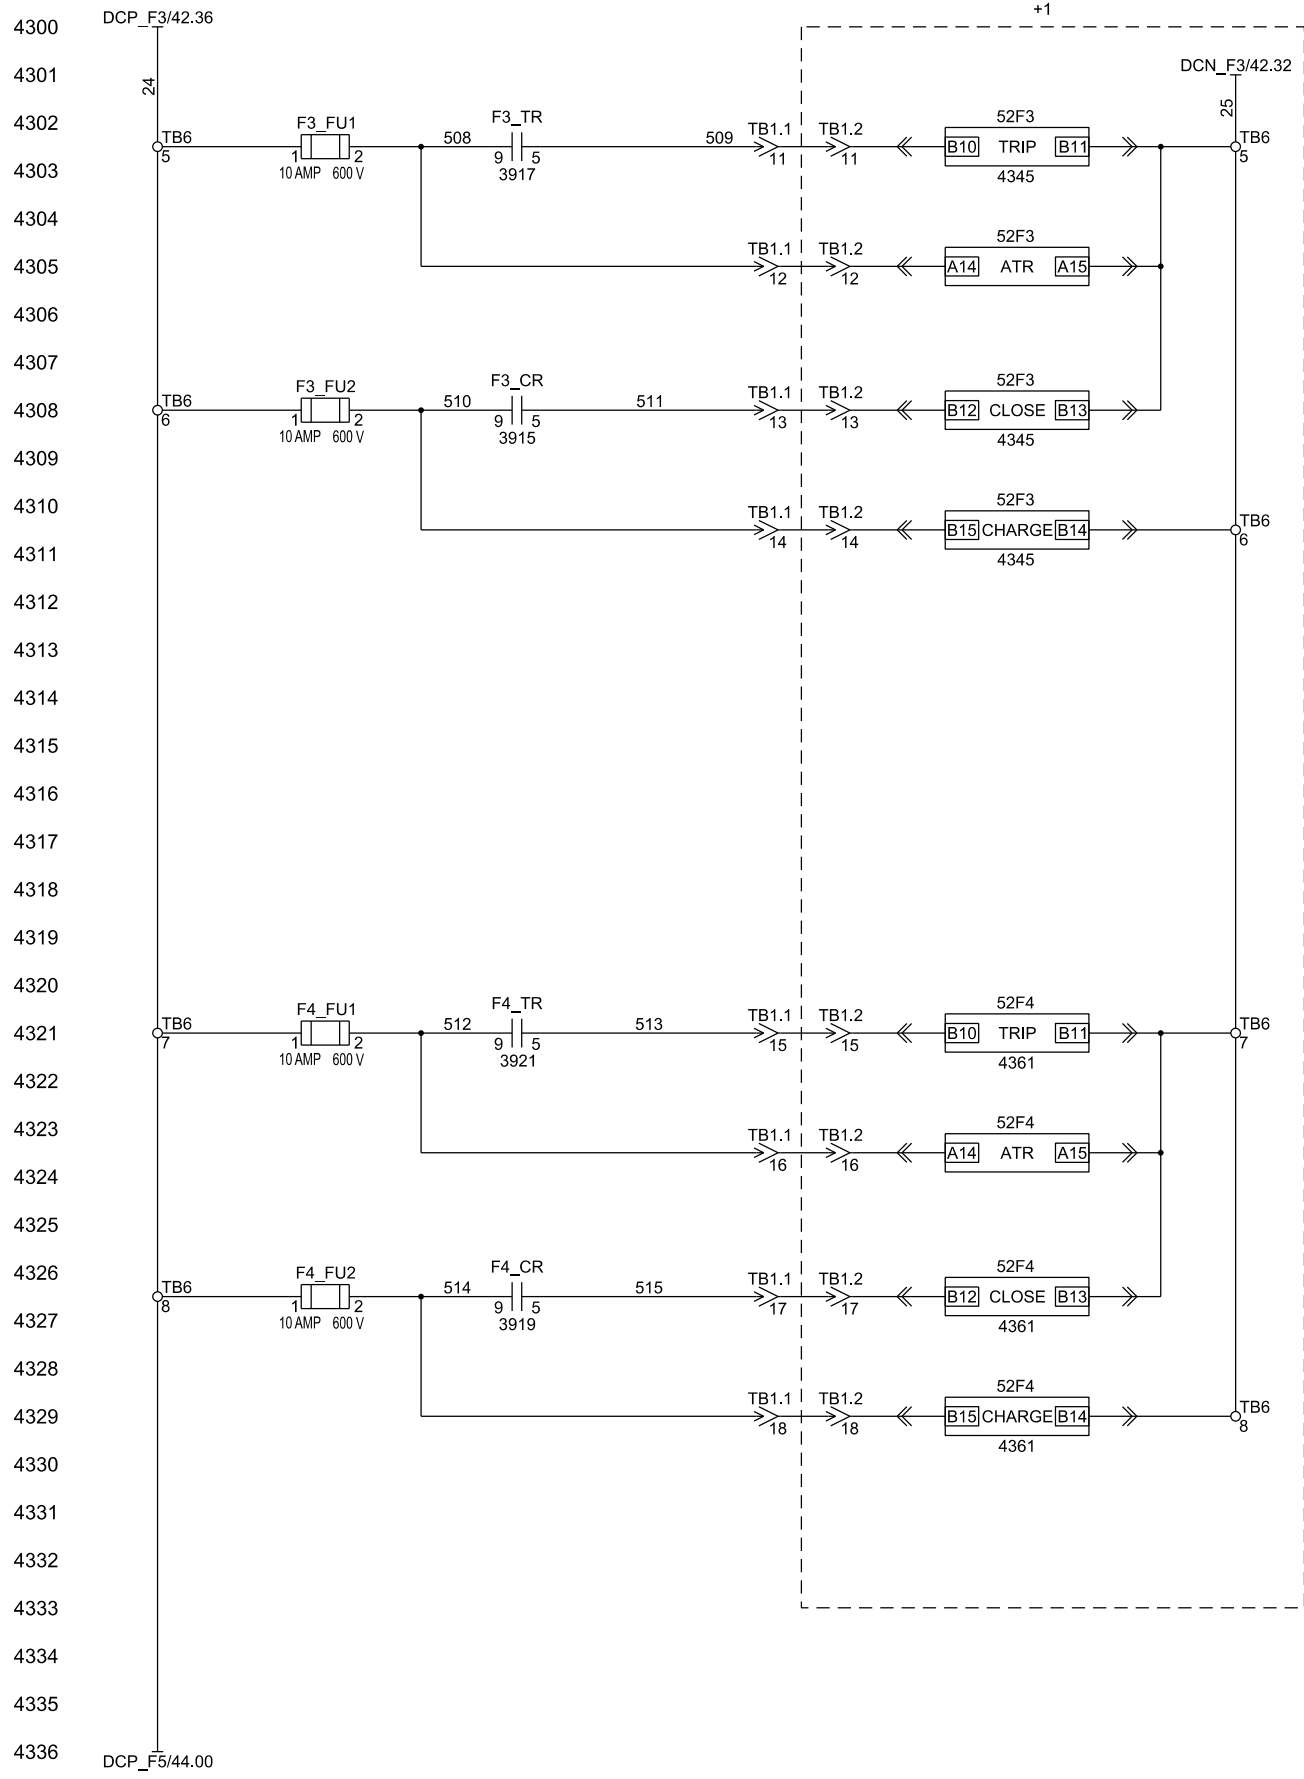 +1
4300 DCP_F3/42.36
4301 DCN_F3/42.32
24 25
4302 F3_FU1 F3_TR 52F3
TB6 508 509 TB1.1 TB1.2 B10 TRIP B11 TB6
5 1 2 9 5 11 11 5
4303 10 AMP 600 V 3917 4345
4304 52F3
TB1.1 TB1.2
4305 A14 ATR A15
12 12
4306
4307 F3_CR 52F3
TB6 F3_FU2 510 511 TB1.1 TB1.2
4308 B12 CLOSE B13
6 1 2 9 5 13 13
10 AMP 600 V 3915 4345
4309
4310 52F3
TB1.1 TB1.2 TB6
B15 CHARGE B14
14 14 6
4311 4345
4312
4313
4314
4315
4316
4317
4318
4319
4320 F4_FU1 F4_TR 52F4
TB6 512 513 TB1.1 TB1.2 TB6
4321 B10 TRIP B11
7 1 2 9 5 15 15 7
10 AMP 600 V 3921 4361
4322
4323 52F4
TB1.1 TB1.2
A14 ATR A15
16 16
4324
4325
4326 F4_FU2 F4_CR 52F4
TB6 514 515 TB1.1 TB1.2
B12 CLOSE B13
8 1 2 9 5 17 17
4327 10 AMP 600 V 3919 4361
4328 52F4
TB1.1 TB1.2 TB6
4329 B15 CHARGE B14
18 18 8
4361
4330
4331
4332
4333
4334
4335
4336 DCP_F5/44.00